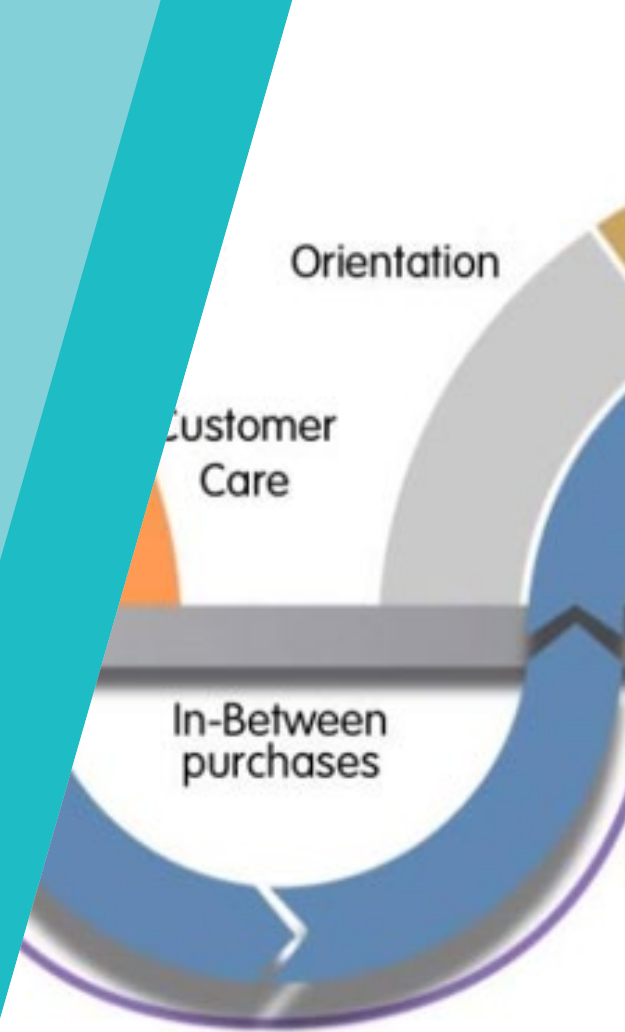 Orientation
Customer
Care
In-Between
purchases